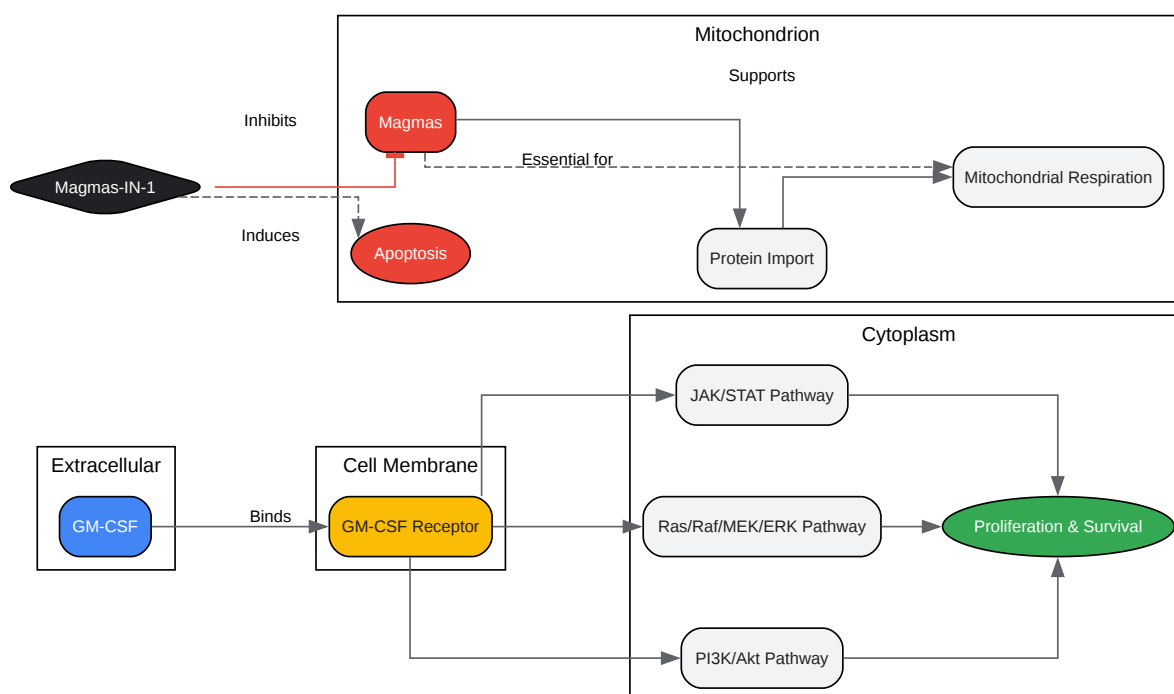 Mitochondrion
Supports
Magmas
Inhibits
Essential for
Mitochondrial Respiration
Magmas-IN-1
Induces
Apoptosis
Protein Import
Cytoplasm
JAK/STAT Pathway
Extracellular
Cell Membrane
GM-CSF
Binds
GM-CSF Receptor
Ras/Raf/MEK/ERK Pathway
Proliferation & Survival
PI3K/Akt Pathway